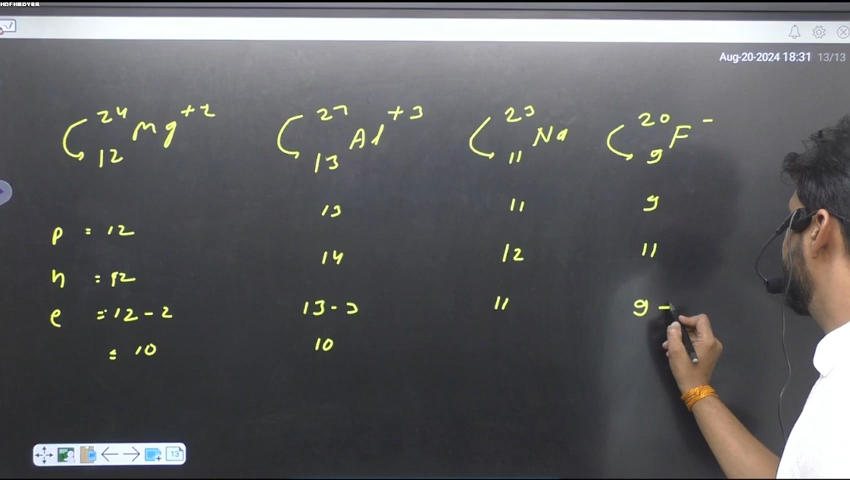 Aug-20-2024 18:31 13/13
24 Mg +2 27 Al +3 23 Na 20 F -
12 13 11 9
p = 12 13 11 9
n = 12 14 12 11
e = 12 - 2 13 - 3 11 9 -
= 10 10
13